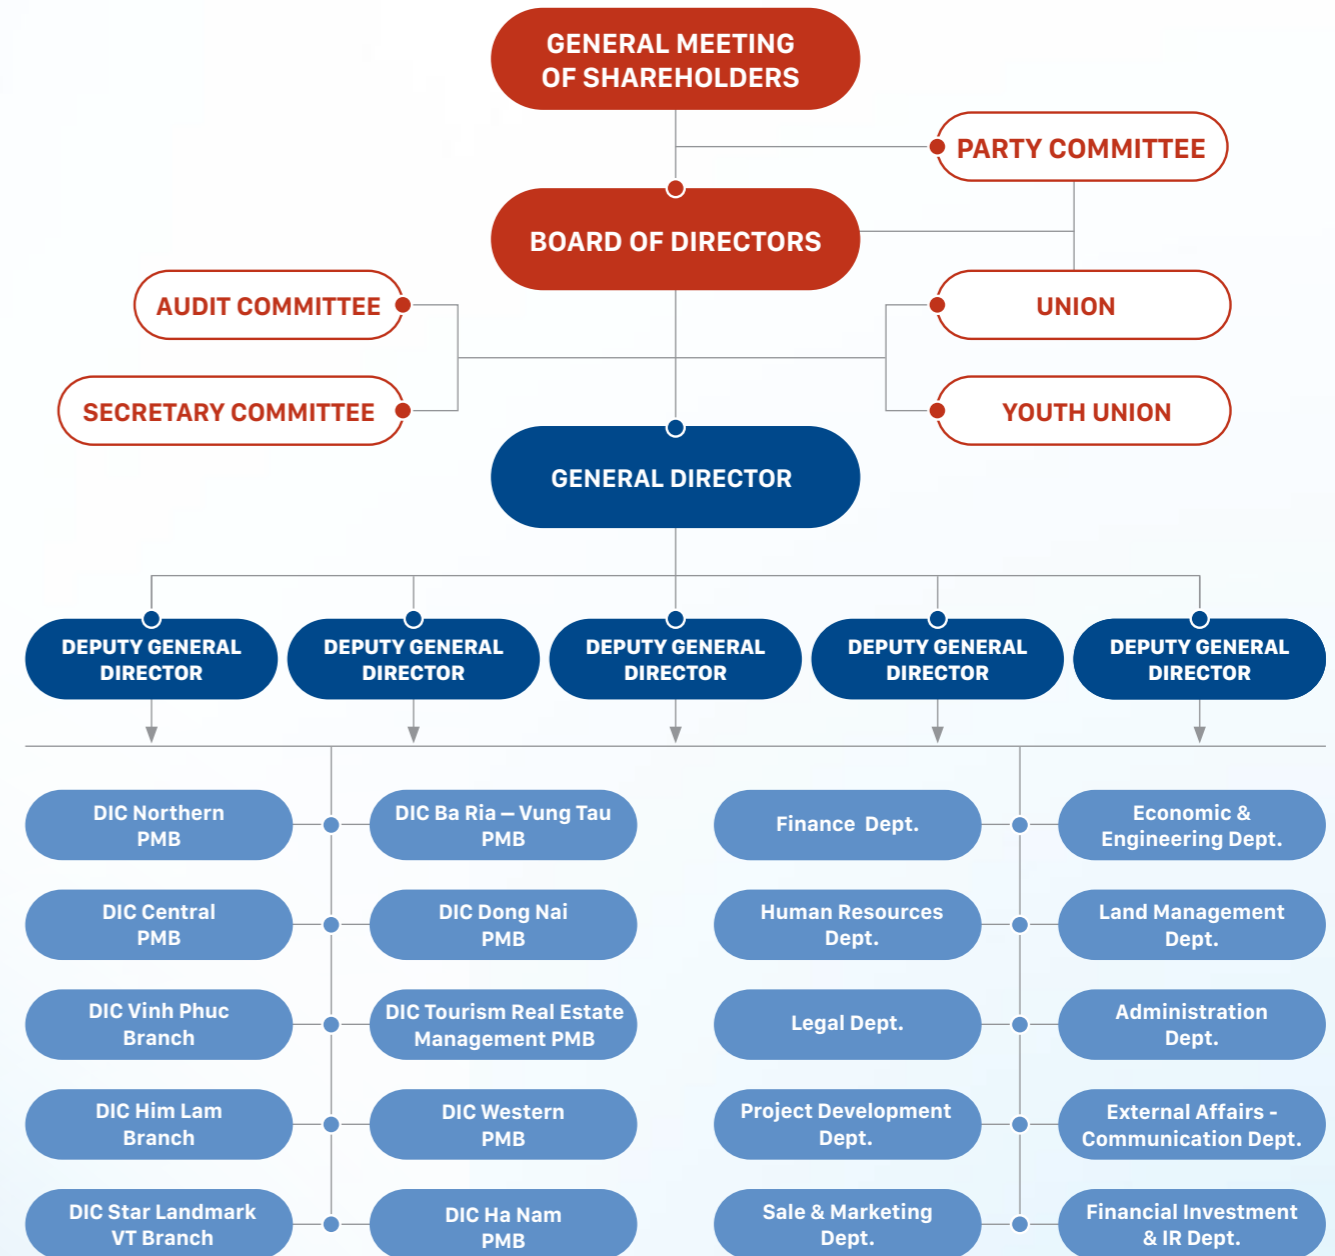 GENERAL MEETING
OF SHAREHOLDERS
PARTY COMMITTEE
BOARD OF DIRECTORS
AUDIT COMMITTEE
UNION
SECRETARY COMMITTEE
YOUTH UNION
GENERAL DIRECTOR
DEPUTY GENERAL
DIRECTOR
DEPUTY GENERAL
DIRECTOR
DEPUTY GENERAL
DIRECTOR
DEPUTY GENERAL
DIRECTOR
DEPUTY GENERAL
DIRECTOR
DIC Northern
PMB
DIC Ba Ria – Vung Tau
PMB
Finance Dept.
Economic &
Engineering Dept.
DIC Central
PMB
DIC Dong Nai
PMB
Human Resources
Dept.
Land Management
Dept.
DIC Vinh Phuc
Branch
DIC Tourism Real Estate
Management PMB
Legal Dept.
Administration
Dept.
DIC Him Lam
Branch
DIC Western
PMB
Project Development
Dept.
External Affairs -
Communication Dept.
DIC Star Landmark
VT Branch
DIC Ha Nam
PMB
Sale & Marketing
Dept.
Financial Investment
& IR Dept.